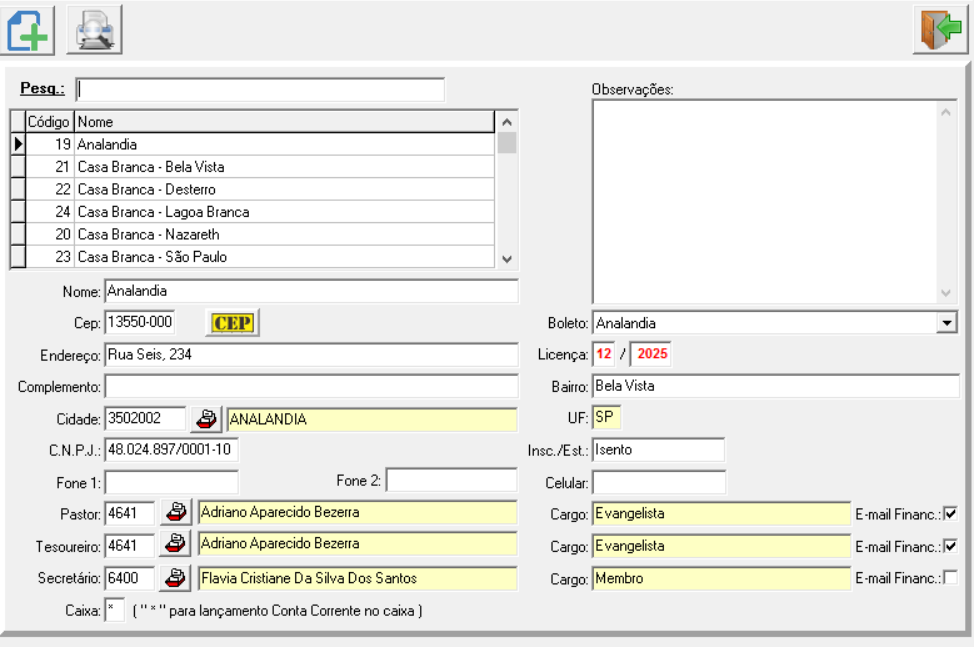 Pesq.:
Observações:
Código Nome
19 Analandia
21 Casa Branca - Bela Vista
22 Casa Branca - Desterro
24 Casa Branca - Lagoa Branca
20 Casa Branca - Nazareth
23 Casa Branca - São Paulo
Nome: Analandia
Cep: 13550-000 CEP
Boleto: Analandia
Endereço: Rua Seis, 234
Licença: 12 / 2025
Complemento:
Bairro: Bela Vista
Cidade: 3502002 ANALANDIA
UF: SP
C.N.P.J.: 48.024.897/0001-10
Insc./Est.: Isento
Fone 1:
Fone 2:
Celular:
Pastor: 4641 Adriano Aparecido Bezerra
Cargo: Evangelista E-mail Financ.:
Tesoureiro: 4641 Adriano Aparecido Bezerra
Cargo: Evangelista E-mail Financ.:
Secretário: 6400 Flavia Cristiane Da Silva Dos Santos
Cargo: Membro E-mail Financ.:
Caixa: * ( " * " para lançamento Conta Corrente no caixa )